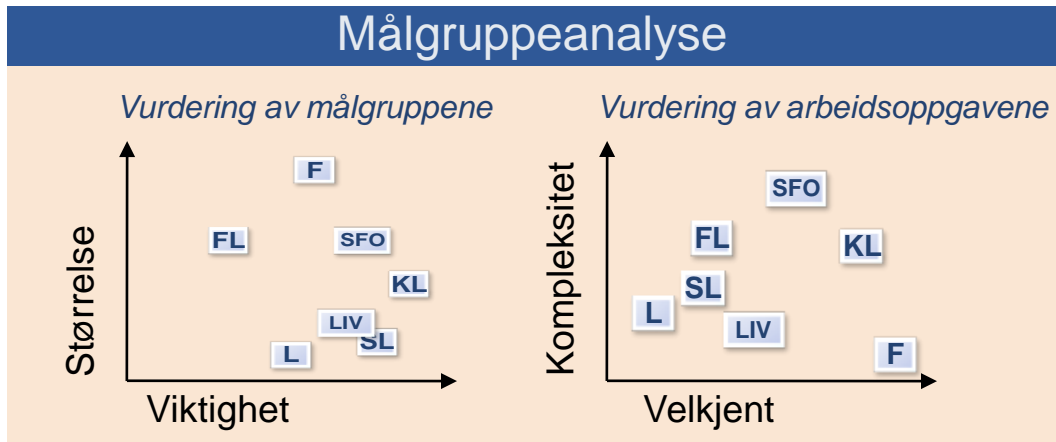 Målgruppeanalyse
Vurdering av målgruppene
Størrelse
F
FL
SFO
KL
LIV
SL
L
Viktighet
Vurdering av arbeidsoppgavene
Kompleksitet
SFO
FL
KL
SL
L
LIV
F
Velkjent